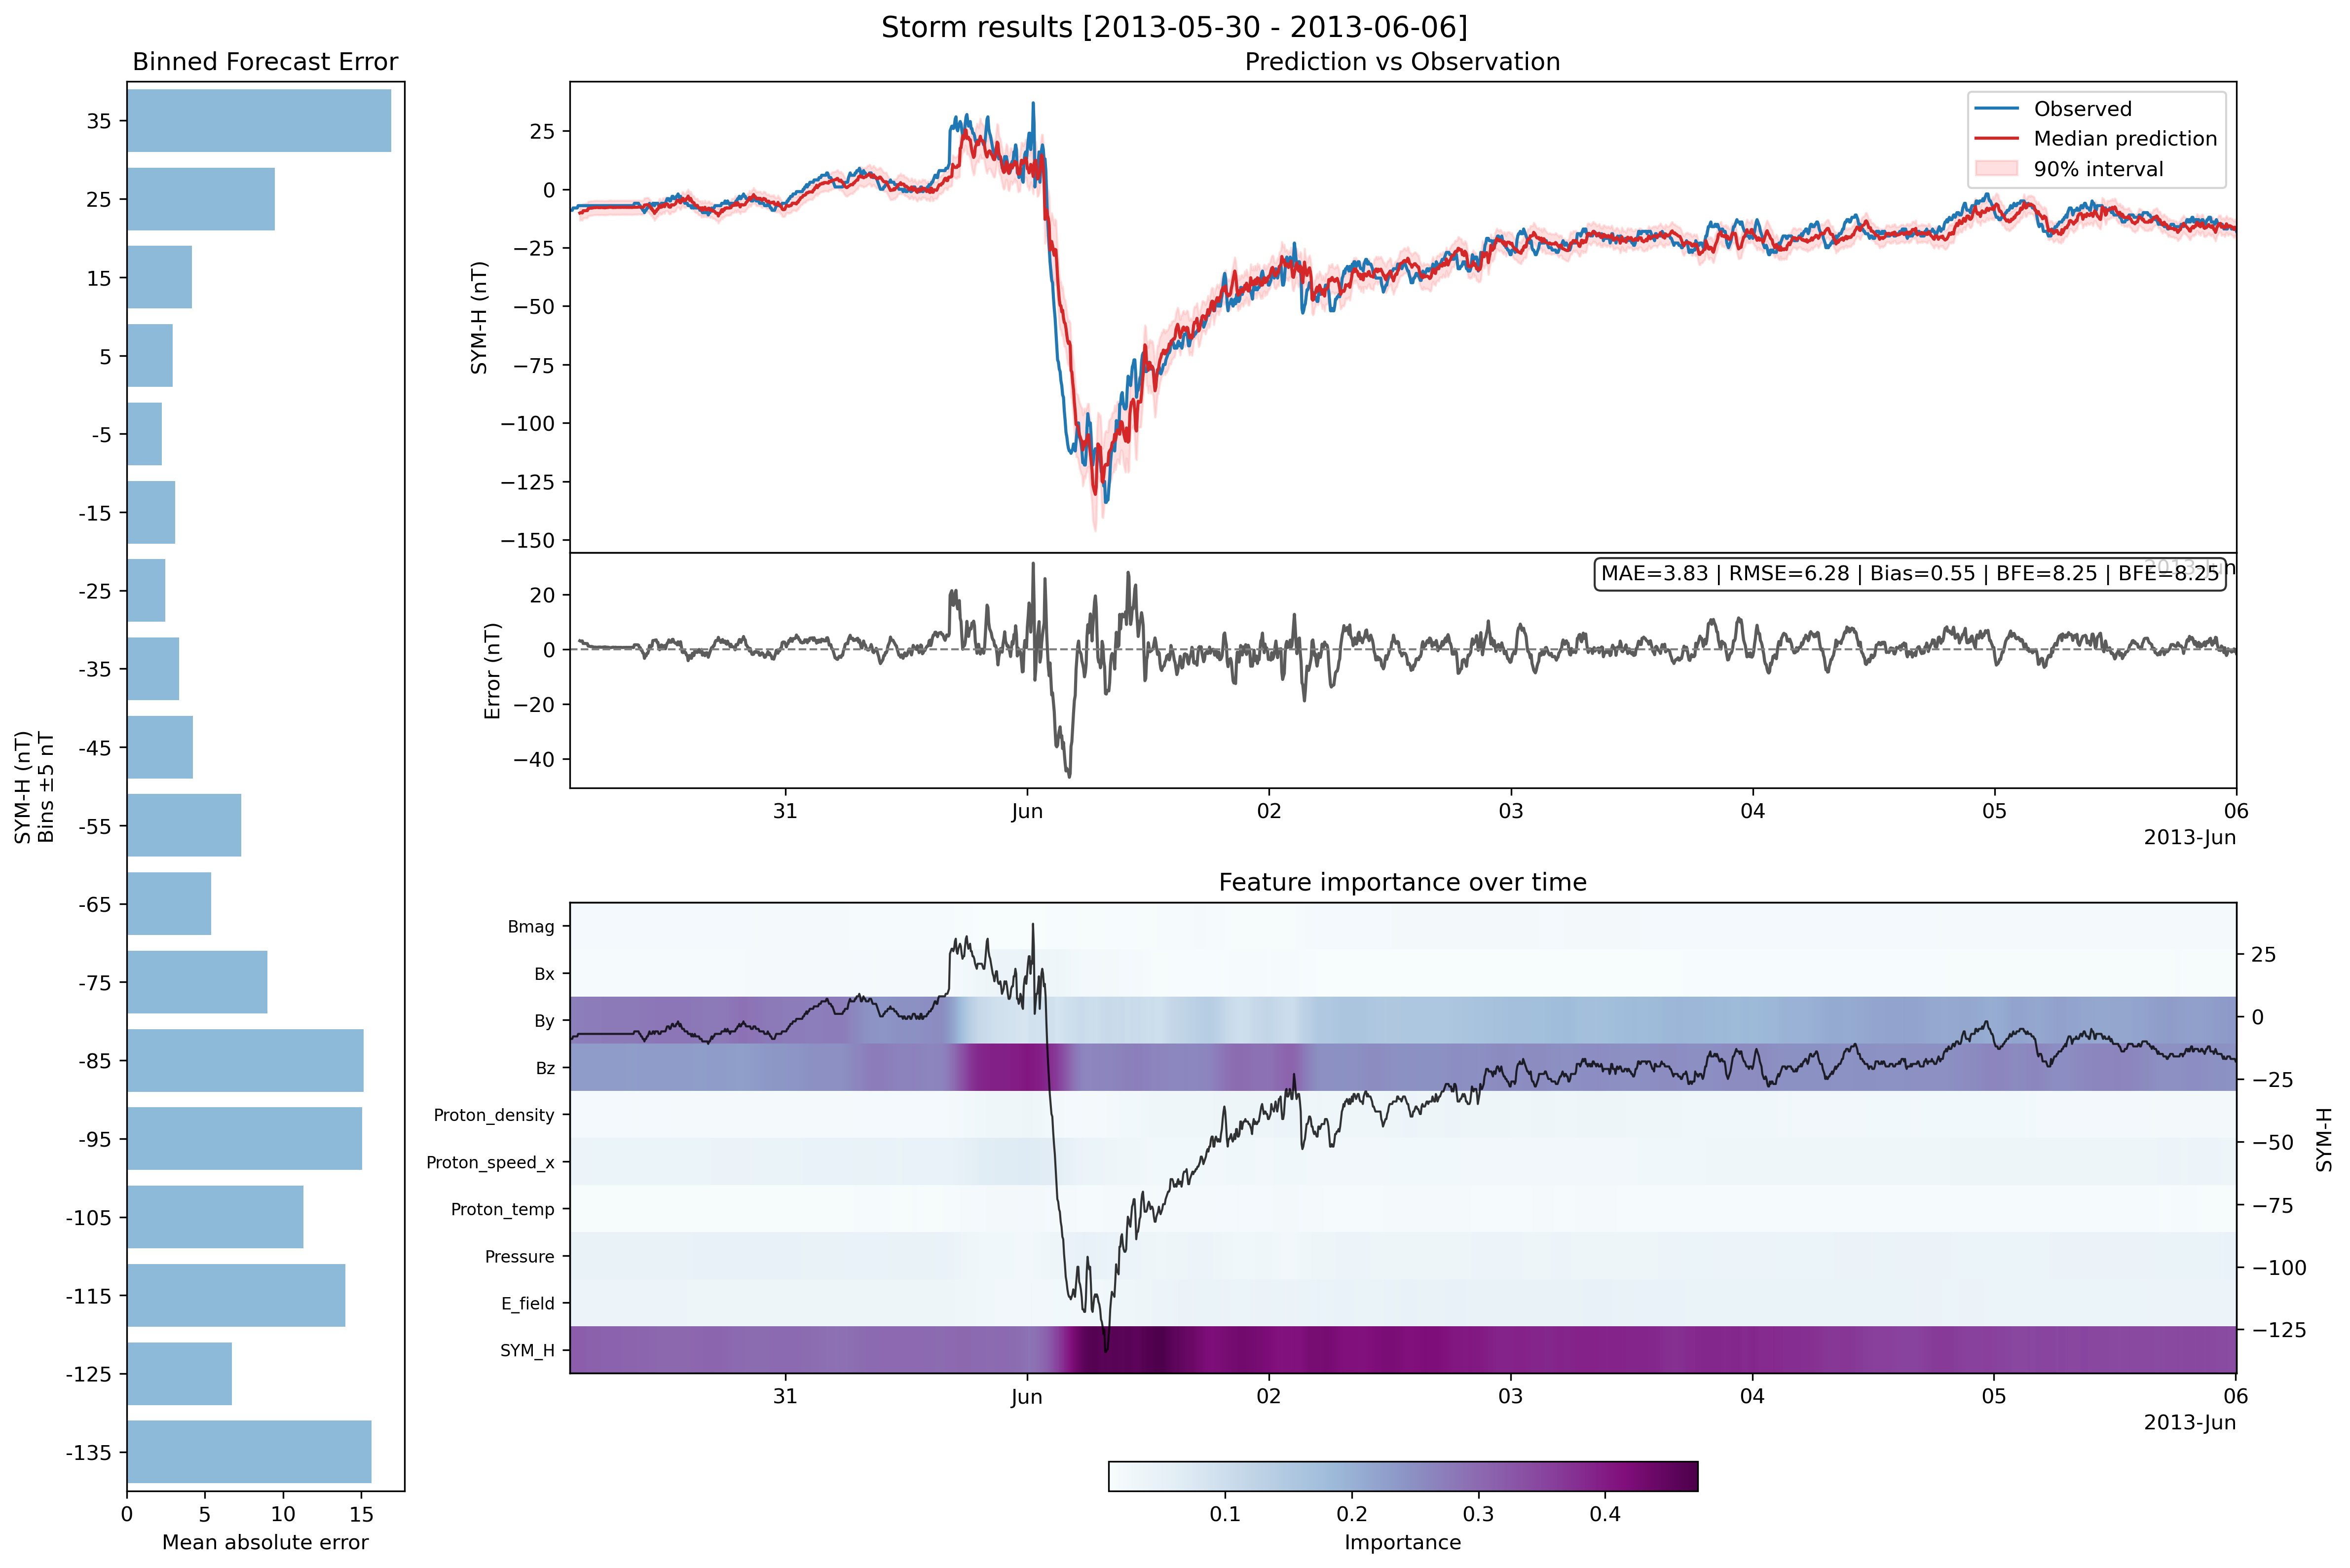 Storm results [2013-05-30 - 2013-06-06]
Binned Forecast Error
35
25
15
5
-5
-15
-25
-35
-45
-55
-65
-75
-85
-95
-105
-115
-125
-135
SYM-H (nT)
Bins ±5 nT
0 5 10 15
Mean absolute error
Prediction vs Observation
Observed
Median prediction
90% interval
25
0
−25
−50
−75
−100
−125
−150
SYM-H (nT)
2013-Jun
MAE=3.83 | RMSE=6.28 | Bias=0.55 | BFE=8.25 | BFE=8.25
20
0
−20
−40
Error (nT)
31 Jun 02 03 04 05 06
2013-Jun
Feature importance over time
Bmag
Bx
By
Bz
Proton_density
Proton_speed_x
Proton_temp
Pressure
E_field
SYM_H
25
0
−25
−50
−75
−100
−125
SYM-H
31 Jun 02 03 04 05 06
2013-Jun
0.1 0.2 0.3 0.4
Importance